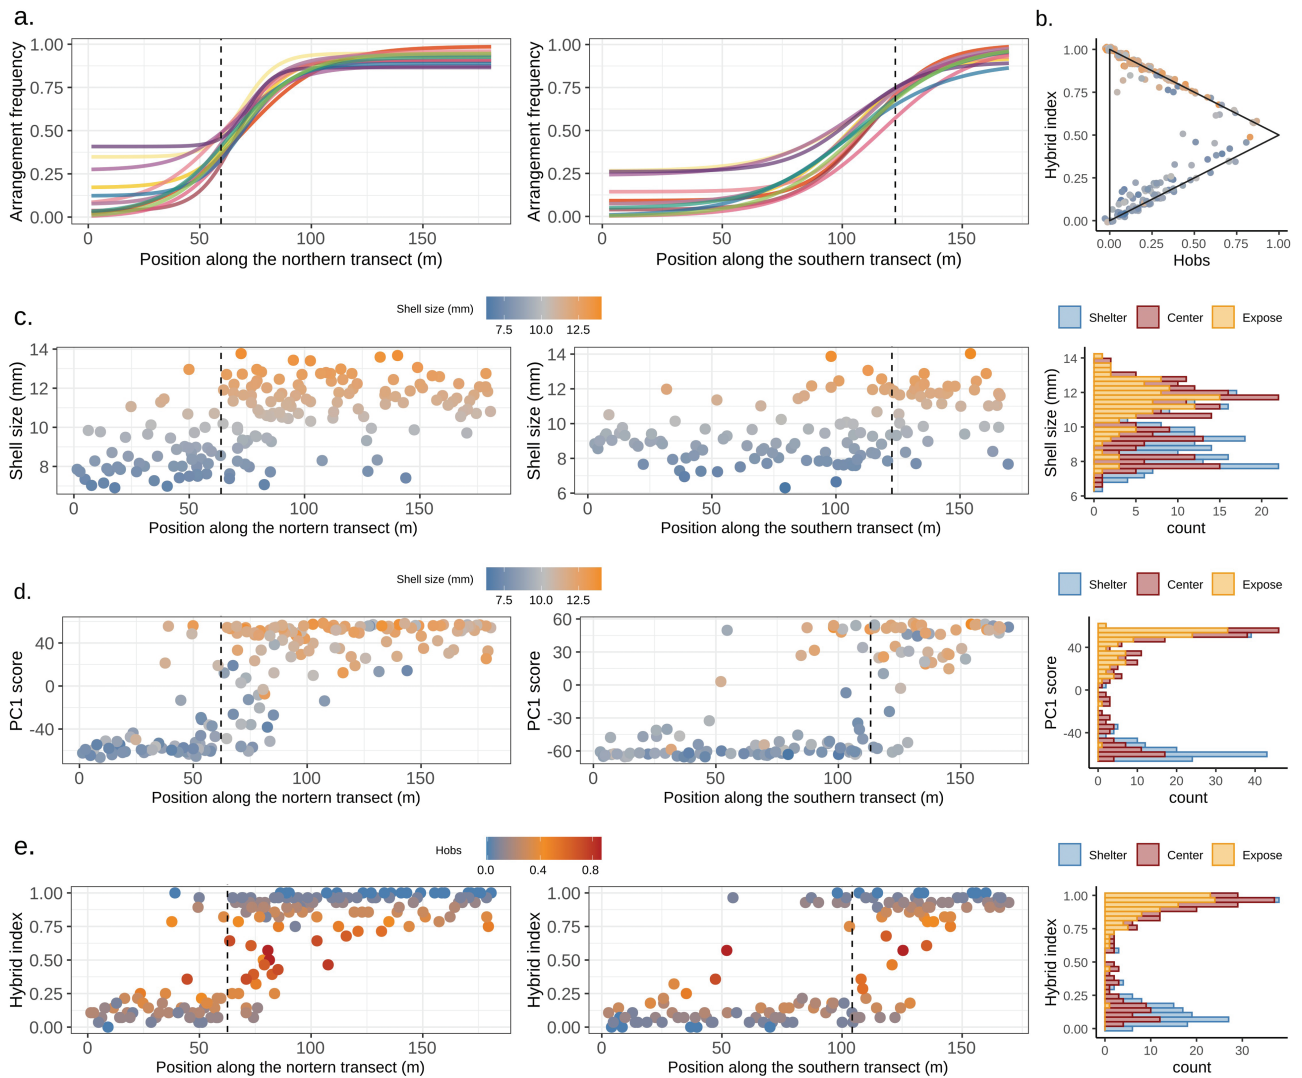 a.
Arrangement frequency
1.00
0.75
0.50
0.25
0.00
0
50
100
150
Position along the northern transect (m)
Arrangement frequency
1.00
0.75
0.50
0.25
0.00
0
50
100
150
Position along the southern transect (m)
b.
Hybrid index
1.00
0.75
0.50
0.25
0.00
0.00
0.25
0.50
0.75
1.00
Hobs
c.
Shell size (mm)
7.5
10.0
12.5
Shell size (mm)
14
12
10
8
0
50
100
150
Position along the nortern transect (m)
Shell size (mm)
14
12
10
8
6
0
50
100
150
Position along the southern transect (m)
Shelter
Center
Expose
Shell size (mm)
14
12
10
8
6
0
5
10
15
20
count
d.
Shell size (mm)
7.5
10.0
12.5
PC1 score
40
0
-40
0
50
100
150
Position along the nortern transect (m)
PC1 score
60
30
0
-30
-60
0
50
100
150
Position along the southern transect (m)
Shelter
Center
Expose
PC1 score
40
0
-40
0
10
20
30
40
count
e.
Hobs
0.0
0.4
0.8
Hybrid index
1.00
0.75
0.50
0.25
0.00
0
50
100
150
Position along the nortern transect (m)
Hybrid index
1.00
0.75
0.50
0.25
0.00
0
50
100
150
Position along the southern transect (m)
Shelter
Center
Expose
Hybrid index
1.00
0.75
0.50
0.25
0.00
0
10
20
30
count